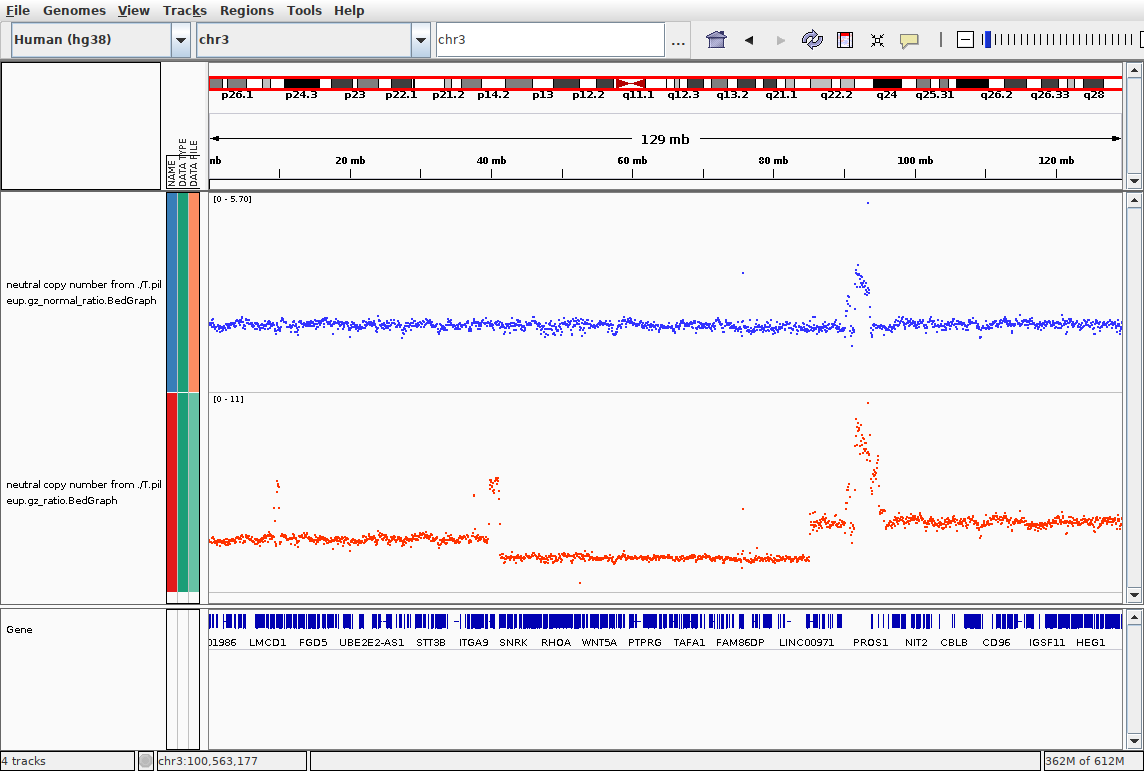 File Genomes View Tracks Regions Tools Help
Human (hg38) chr3 chr3 ...
NAME
DATA TYPE
DATA FILE
p26.1 p24.3 p23 p22.1 p21.2 p14.2 p13 p12.2 q11.1 q12.3 q13.2 q21.1 q22.2 q24 q25.31 q26.2 q26.33 q28
129 mb
mb 20 mb 40 mb 60 mb 80 mb 100 mb 120 mb
[0 - 5.70]
neutral copy number from ./T.pil
eup.gz_normal_ratio.BedGraph
[0 - 11]
neutral copy number from ./T.pil
eup.gz_ratio.BedGraph
Gene
01986 LMCD1 FGD5 UBE2E2-AS1 STT3B ITGA9 SNRK RHOA WNT5A PTPRG TAFA1 FAM86DP LINC00971 PROS1 NIT2 CBLB CD96 IGSF11 HEG1
4 tracks chr3:100,563,177 362M of 612M